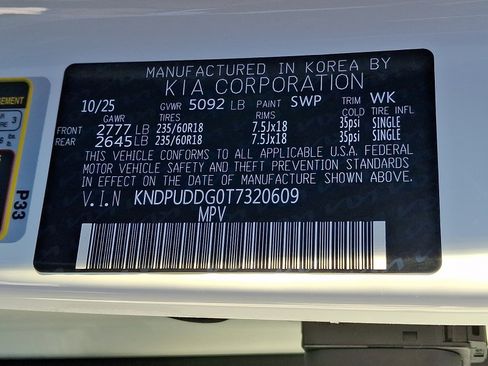 MANUFACTURED IN KOREA BY
KIA CORPORATION
10/25 GVWR 5092 LB PAINT SWP TRIM WK
GAWR TIRES RIMS COLD TIRE INFL
FRONT 2777 LB 235/60R18 7.5Jx18 35psi SINGLE
REAR 2645 LB 235/60R18 7.5Jx18 35psi SINGLE
THIS VEHICLE CONFORMS TO ALL APPLICABLE U.S.A. FEDERAL
MOTOR VEHICLE SAFETY AND THEFT PREVENTION STANDARDS
IN EFFECT ON THE DATE OF MANUFACTURE SHOWN ABOVE.
V.I.N KNDPUDDG0T7320609
MPV
3
P33